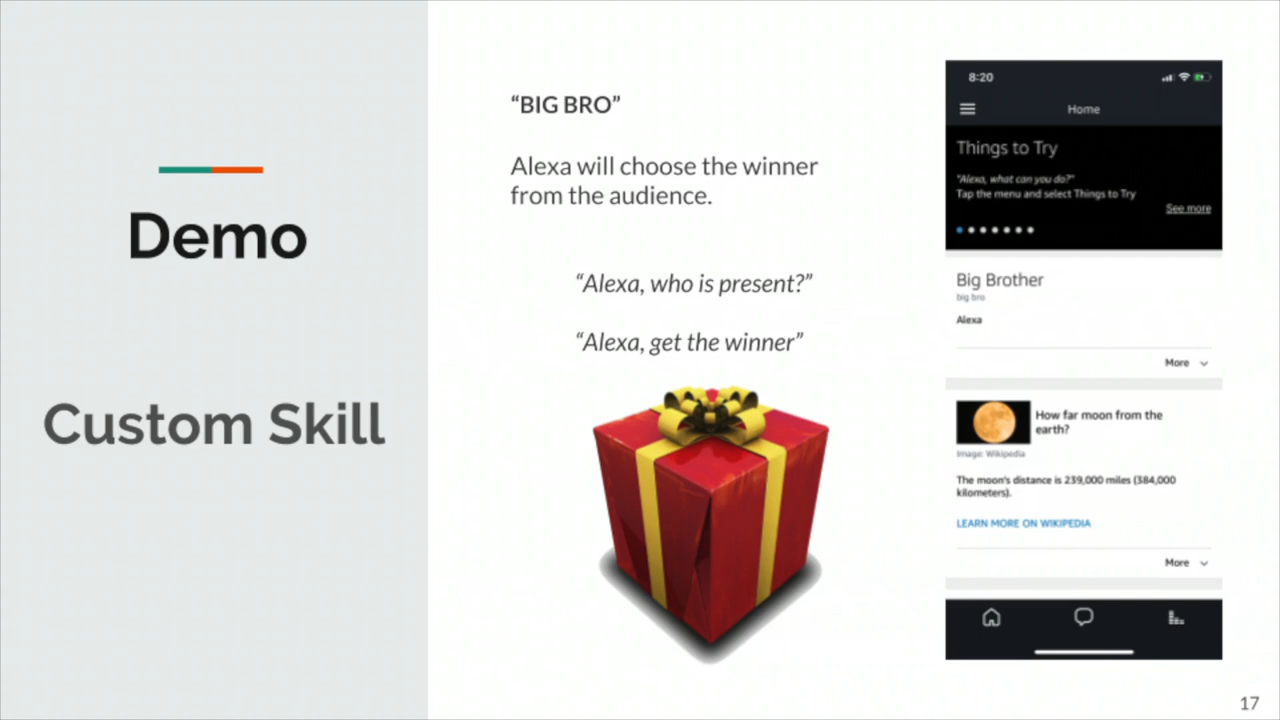 Demo
Custom Skill
“BIG BRO”
Alexa will choose the winner
from the audience.
“Alexa, who is present?”
“Alexa, get the winner”
8:20
Home
Things to Try
"Alexa, what can you do?"
Tap the menu and select Things to Try
See more
Big Brother
big bro
Alexa
More
How far moon from the
earth?
Image: Wikipedia
The moon's distance is 239,000 miles (384,000
kilometers).
LEARN MORE ON WIKIPEDIA
More
17